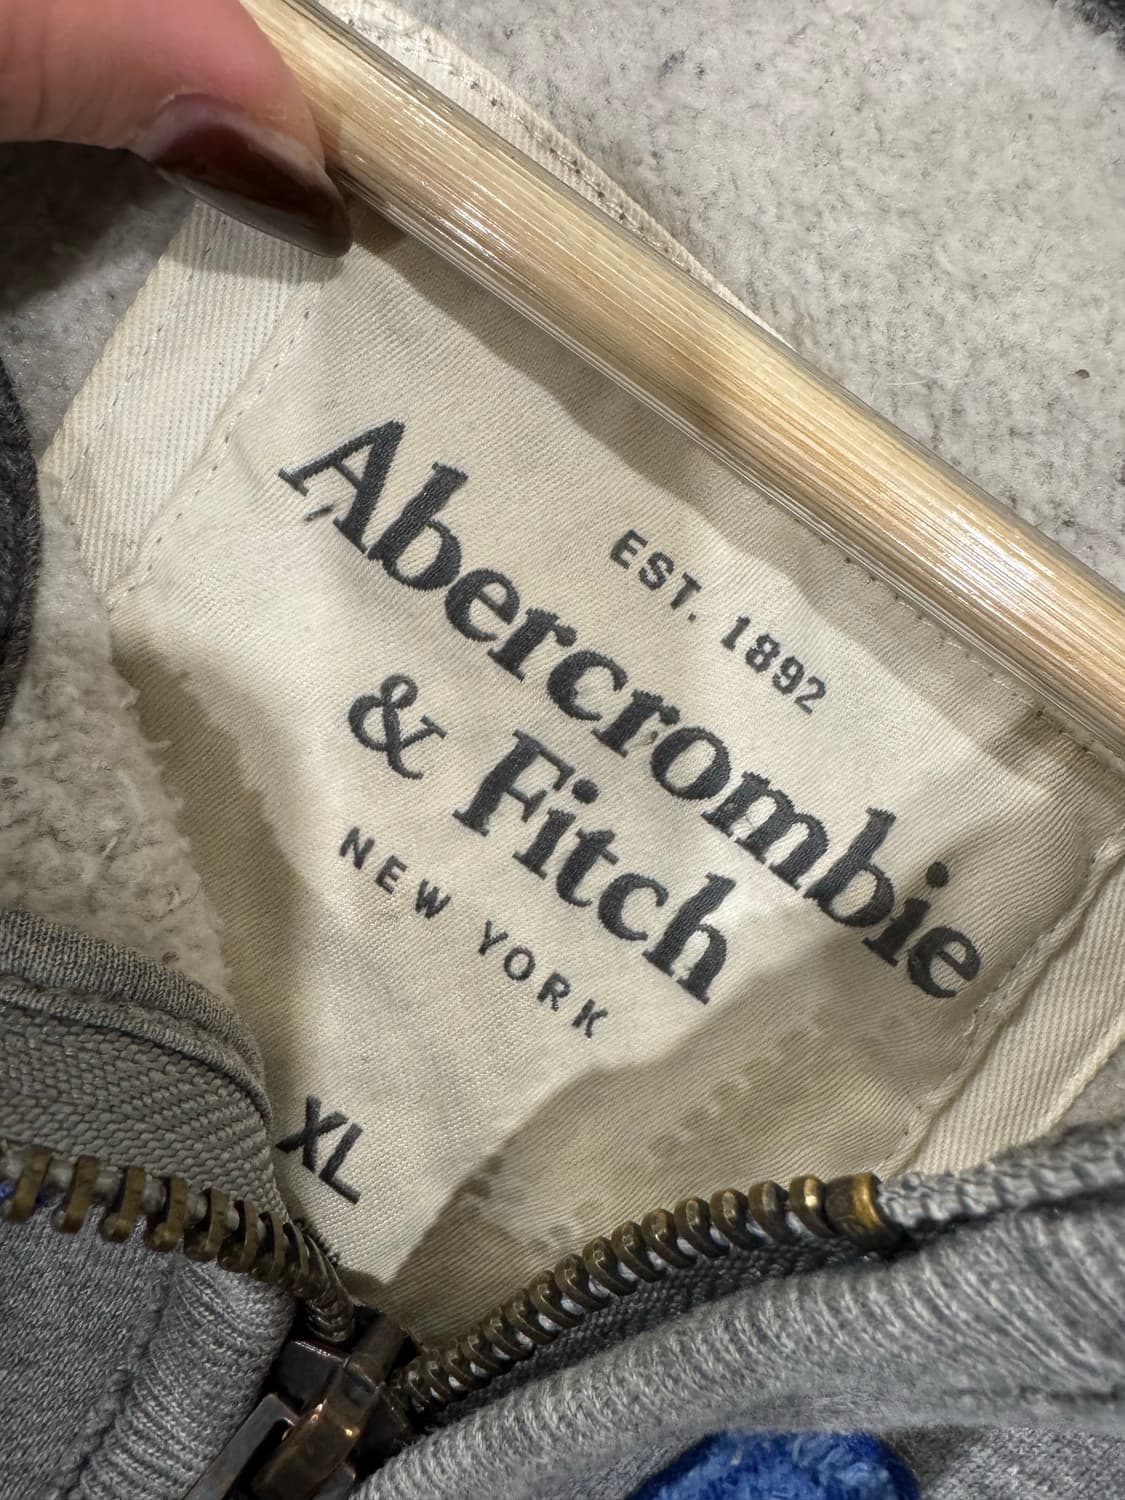 EST. 1892
Abercrombie
& Fitch
NEW YORK
XL